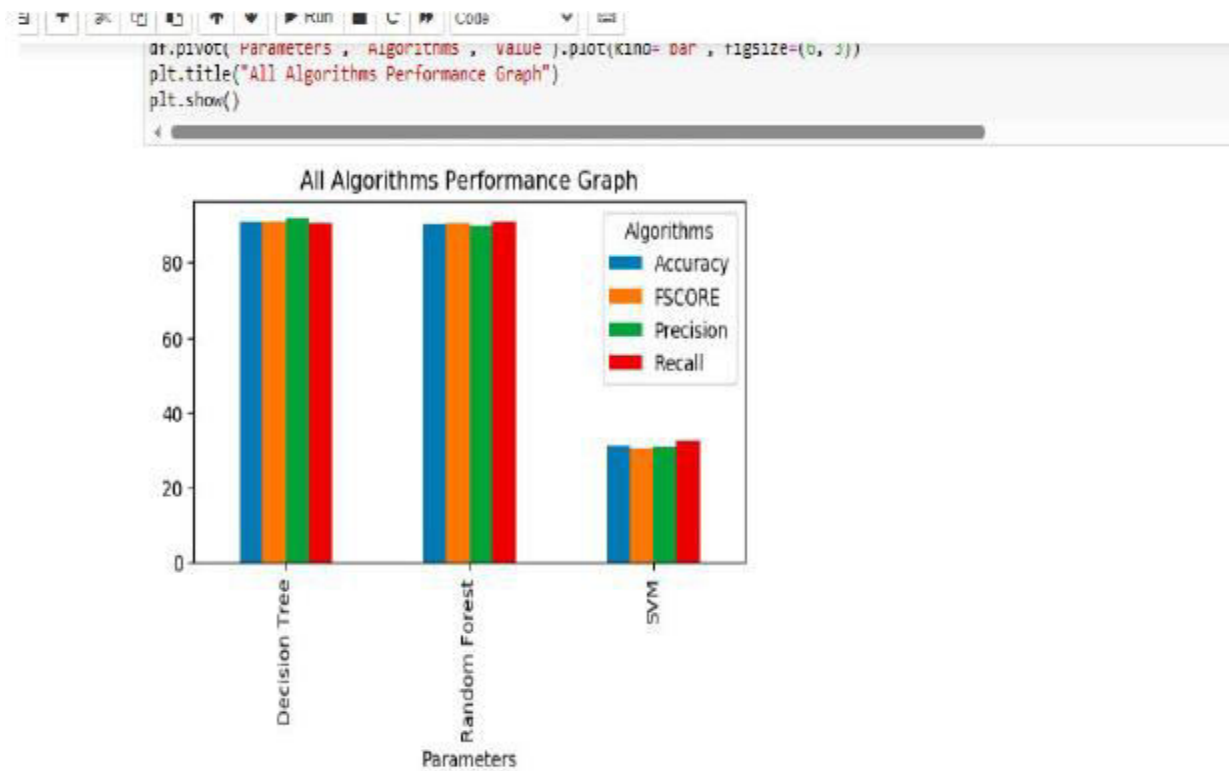 Run
C
Code
df.pivot("Parameters", "Algorithms", "Value").plot(kind="bar", figsize=(6, 3))
plt.title("All Algorithms Performance Graph")
plt.show()
All Algorithms Performance Graph
Algorithms
Accuracy
FSCORE
Precision
Recall
80
60
40
20
0
Decision Tree
Random Forest
SVM
Parameters